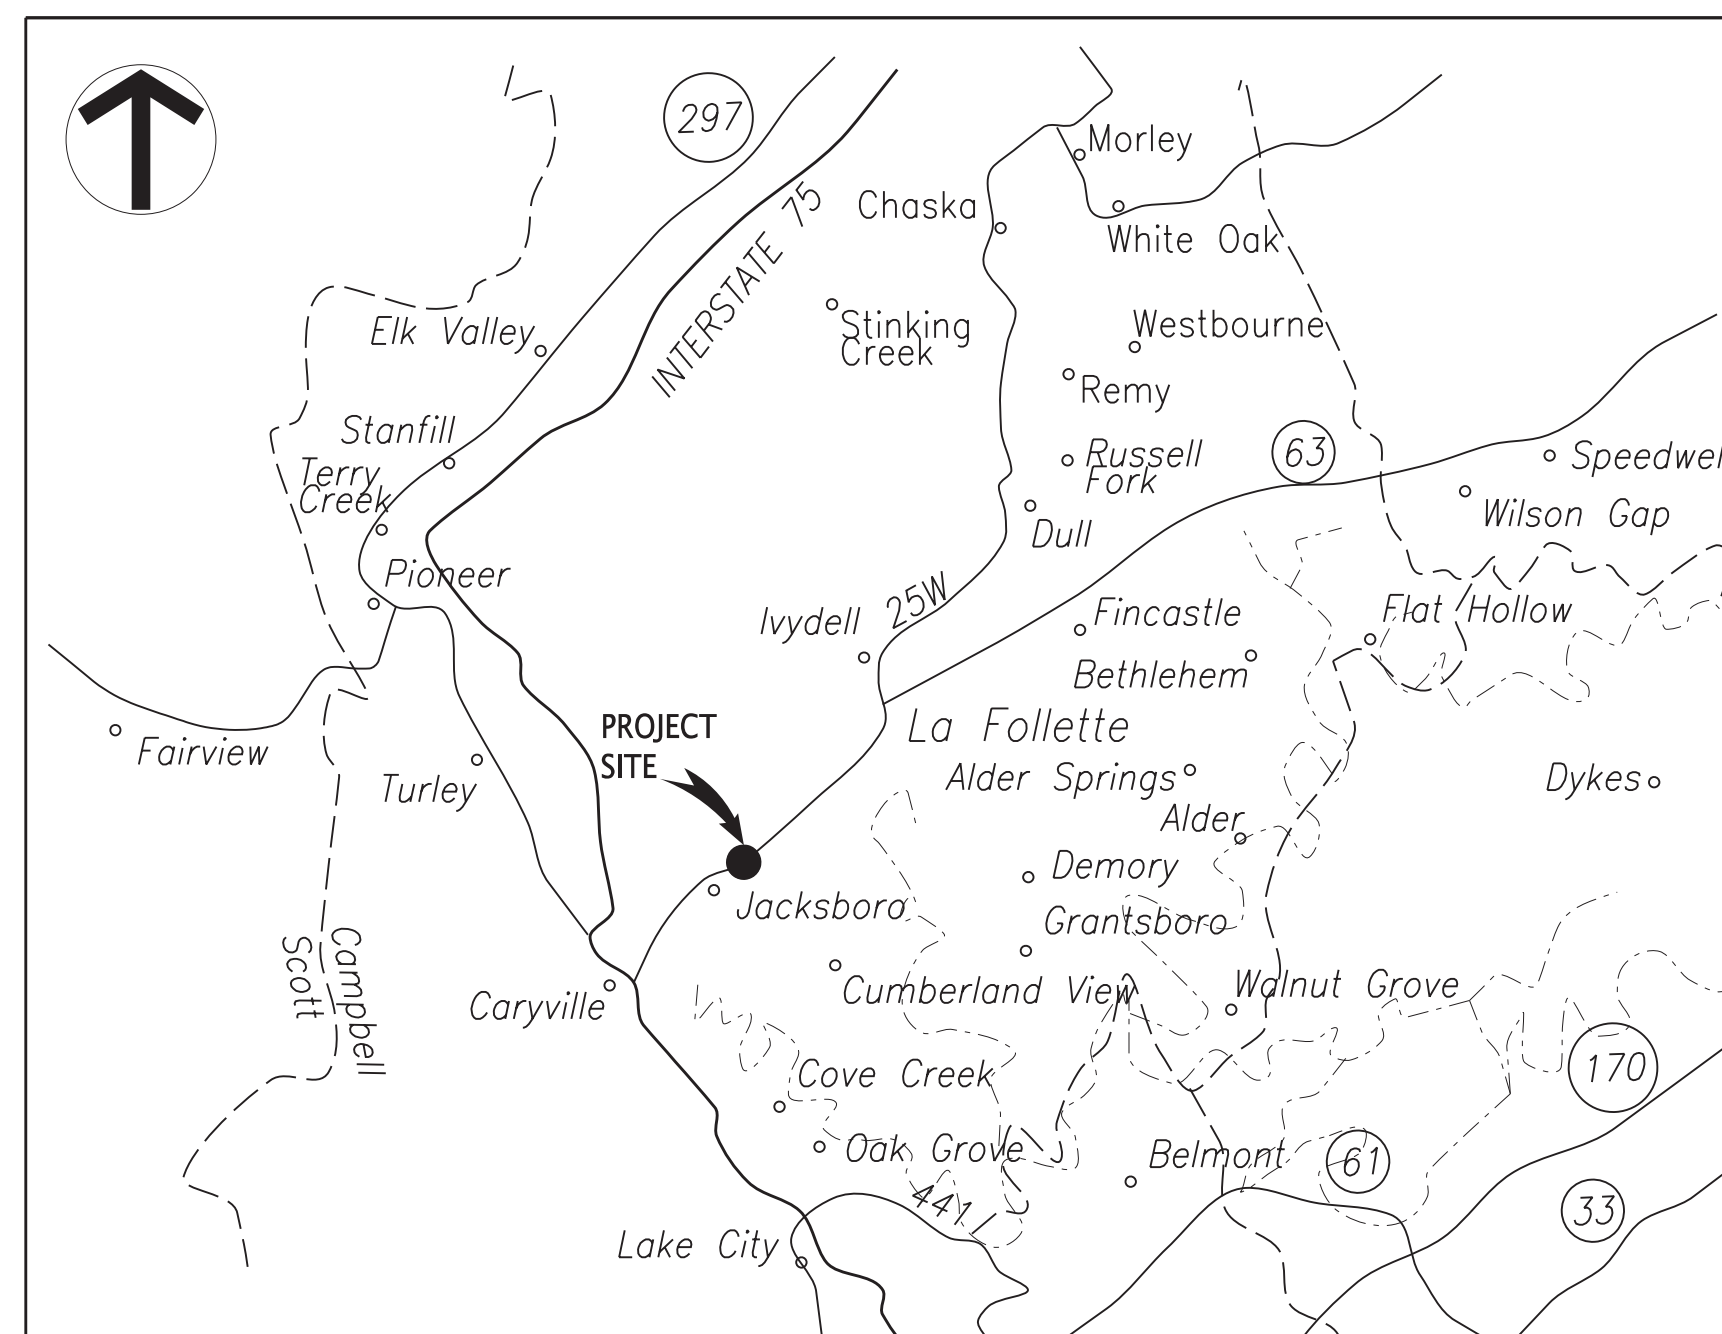 297
Morley
Chaska
White Oak
INTERSTATE 75
Stinking
Creek
Westbourne
Elk Valley
Remy
Stanfill
63
Russell
Fork
Terry
Creek
Wilson Gap
Dull
Pioneer
25W
Ivydell
Fincastle
Flat Hollow
Bethlehem
PROJECT
SITE
La Follette
Fairview
Turley
Alder Springs
Dykes
Alder
Demory
Jacksboro
Grantsboro
Campbell
Scott
Cumberland View
Walnut Grove
Caryville
Cove Creek
170
Oak Grove
Belmont
61
441
33
Lake City
Speedwel